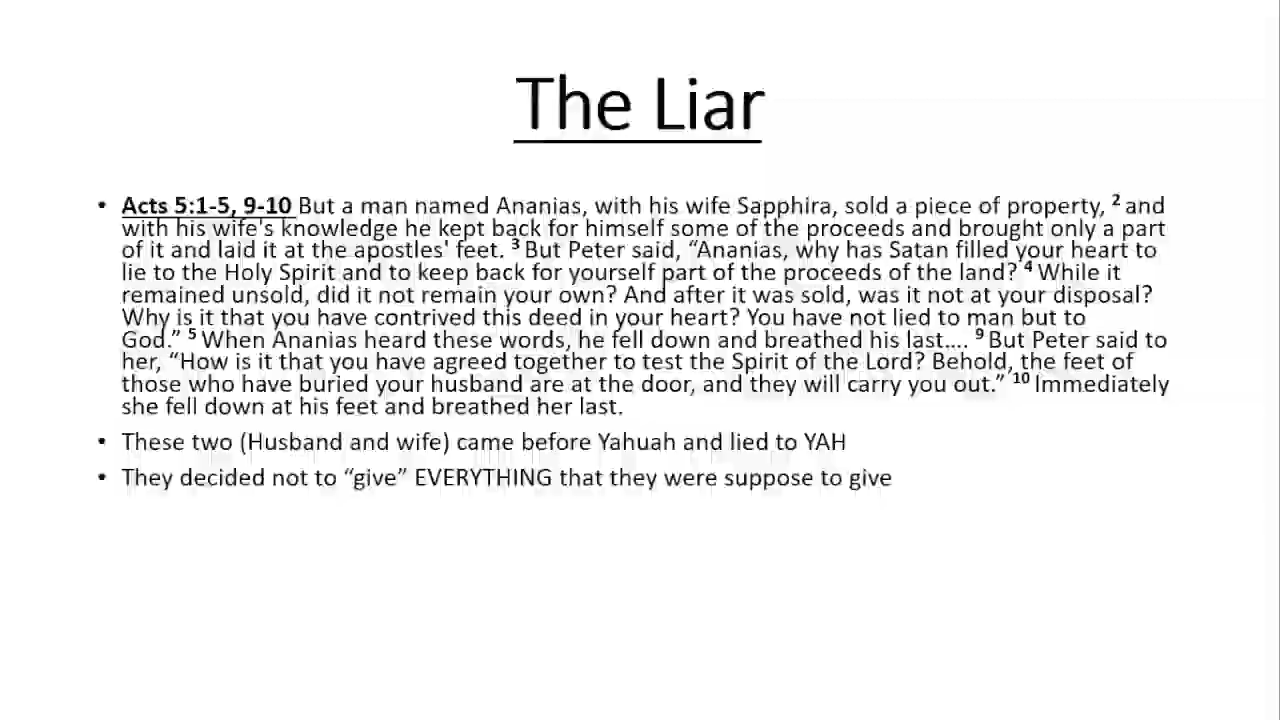 The Liar
• Acts 5:1-5, 9-10 But a man named Ananias, with his wife Sapphira, sold a piece of property, 2 and
with his wife's knowledge he kept back for himself some of the proceeds and brought only a part
of it and laid it at the apostles' feet. 3 But Peter said, “Ananias, why has Satan filled your heart to
lie to the Holy Spirit and to keep back for yourself part of the proceeds of the land? 4 While it
remained unsold, did it not remain your own? And after it was sold, was it not at your disposal?
Why is it that you have contrived this deed in your heart? You have not lied to man but to
God.” 5 When Ananias heard these words, he fell down and breathed his last.... 9 But Peter said to
her, “How is it that you have agreed together to test the Spirit of the Lord? Behold, the feet of
those who have buried your husband are at the door, and they will carry you out.” 10 Immediately
she fell down at his feet and breathed her last.
• These two (Husband and wife) came before Yahuah and lied to YAH
• They decided not to “give” EVERYTHING that they were suppose to give